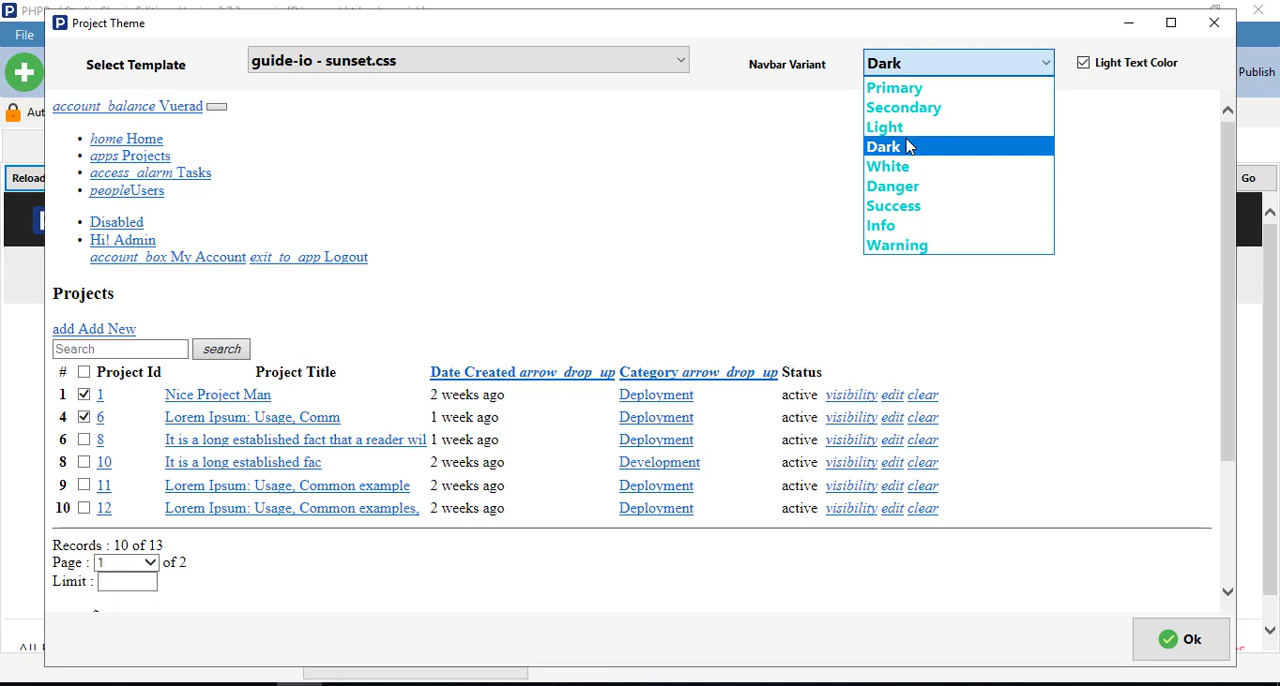 Project Theme
File
Select Template
guide-io - sunset.css
Navbar Variant
Dark
Light Text Color
Publish
Primary
Secondary
Light
Dark
White
Danger
Success
Info
Warning
Aut
Reload
Go
account_balance Vuerad
• home Home
• apps Projects
• access_alarm Tasks
• peopleUsers
• Disabled
• Hi! Admin
account_box My Account exit_to_app Logout
Projects
add Add New
Search search
# Project Id Project Title Date Created arrow_drop_up Category arrow_drop_up Status
1 1 Nice Project Man 2 weeks ago Deployment active visibility edit clear
4 6 Lorem Ipsum: Usage, Comm 1 week ago Deployment active visibility edit clear
6 8 It is a long established fact that a reader wil 1 week ago Deployment active visibility edit clear
8 10 It is a long established fac 2 weeks ago Development active visibility edit clear
9 11 Lorem Ipsum: Usage, Common example 2 weeks ago Deployment active visibility edit clear
10 12 Lorem Ipsum: Usage, Common examples, 2 weeks ago Deployment active visibility edit clear
Records : 10 of 13
Page : 1 of 2
Limit :
Ok